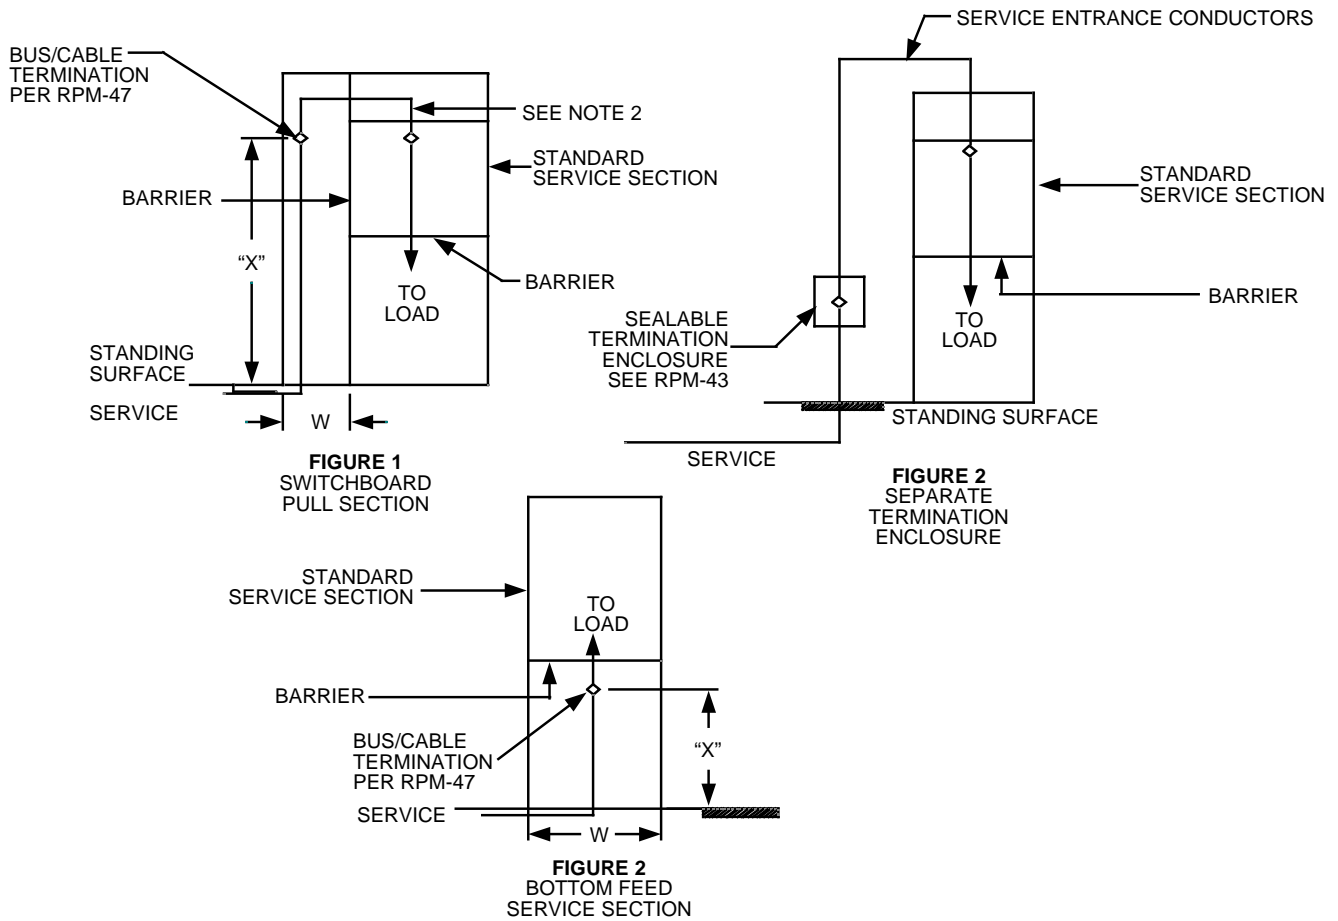 BUS/CABLE
TERMINATION
PER RPM-47
SEE NOTE 2
STANDARD
SERVICE SECTION
BARRIER
“X”
BARRIER
TO
LOAD
STANDING
SURFACE
SERVICE
W
FIGURE 1
SWITCHBOARD
PULL SECTION
SERVICE ENTRANCE CONDUCTORS
STANDARD
SERVICE SECTION
BARRIER
SEALABLE
TERMINATION
ENCLOSURE
SEE RPM-43
TO
LOAD
STANDING SURFACE
SERVICE
FIGURE 2
SEPARATE
TERMINATION
ENCLOSURE
STANDARD
SERVICE SECTION
TO
LOAD
BARRIER
BUS/CABLE
TERMINATION
PER RPM-47
“X”
SERVICE
W
FIGURE 2
BOTTOM FEED
SERVICE SECTION